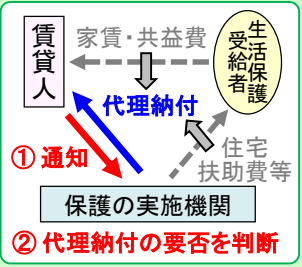 賃貸人
家賃・共益費
生活保護
受給者
代理納付
① 通知
住宅
扶助費等
保護の実施機関
② 代理納付の要否を判断